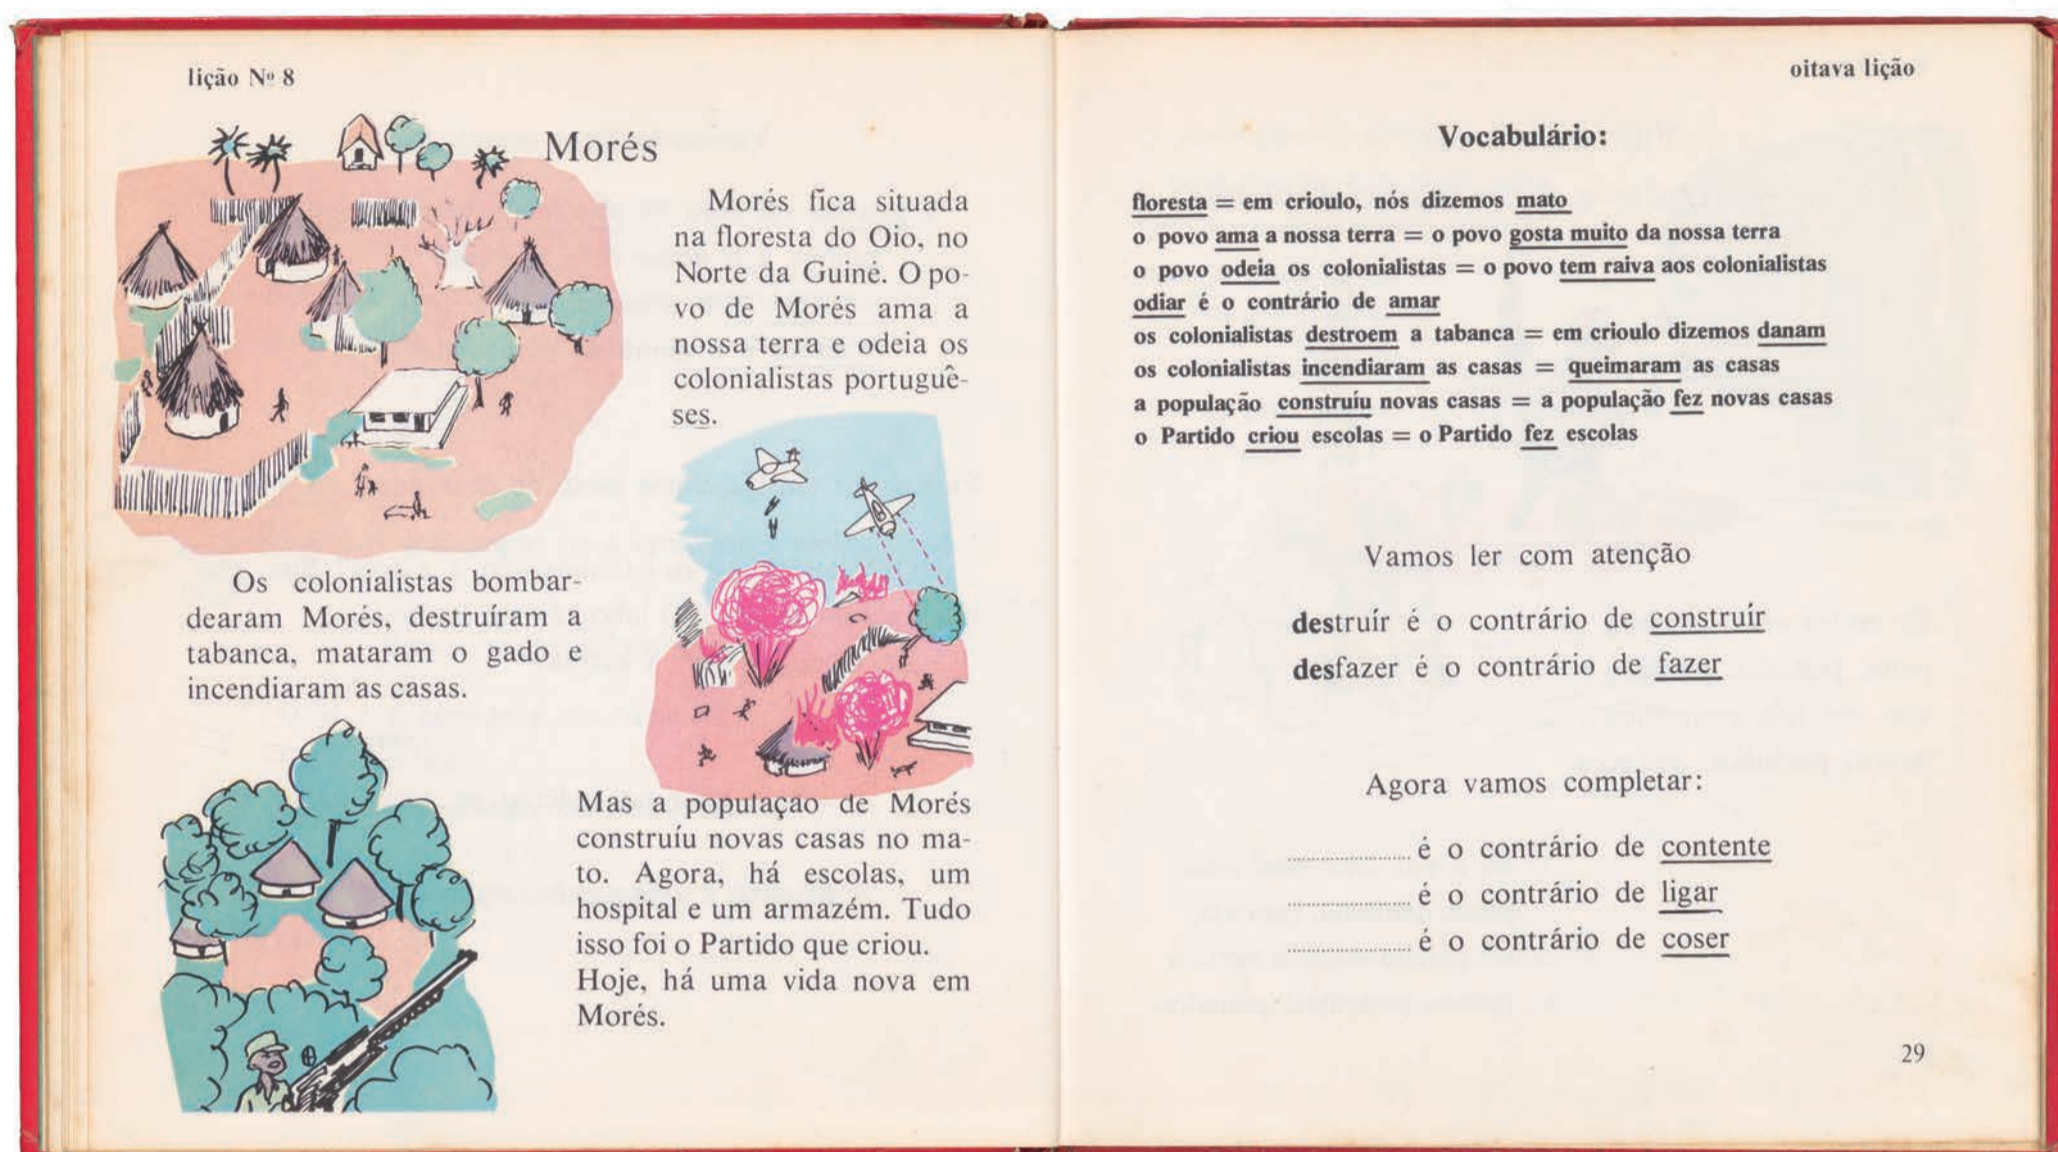 lição Nº 8
Morés
Morés fica situada
na floresta do Oio, no
Norte da Guiné. O po-
vo de Morés ama a
nossa terra e odeia os
colonialistas portuguê-
ses.
Os colonialistas bombar-
dearam Morés, destruíram a
tabanca, mataram o gado e
incendiaram as casas.
Mas a população de Morés
construíu novas casas no ma-
to. Agora, há escolas, um
hospital e um armazém. Tudo
isso foi o Partido que criou.
Hoje, há uma vida nova em
Morés.
oitava lição
Vocabulário:
floresta = em crioulo, nós dizemos mato
o povo ama a nossa terra = o povo gosta muito da nossa terra
o povo odeia os colonialistas = o povo tem raiva aos colonialistas
odiar é o contrário de amar
os colonialistas destroem a tabanca = em crioulo dizemos danam
os colonialistas incendiaram as casas = queimaram as casas
a população construíu novas casas = a população fez novas casas
o Partido criou escolas = o Partido fez escolas
Vamos ler com atenção
destruír é o contrário de construír
desfazer é o contrário de fazer
Agora vamos completar:
........................ é o contrário de contente
........................ é o contrário de ligar
........................ é o contrário de coser
29